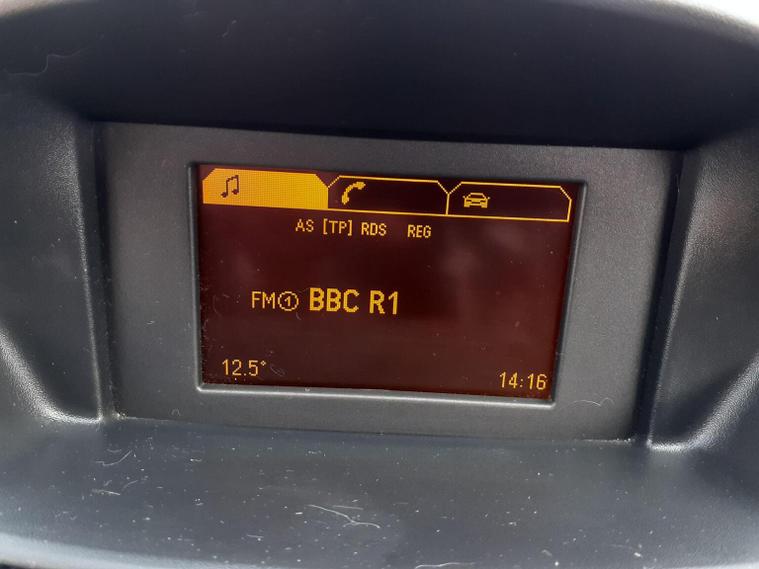 AS [TP] RDS REG
FM① BBC R1
12.5° 14:16